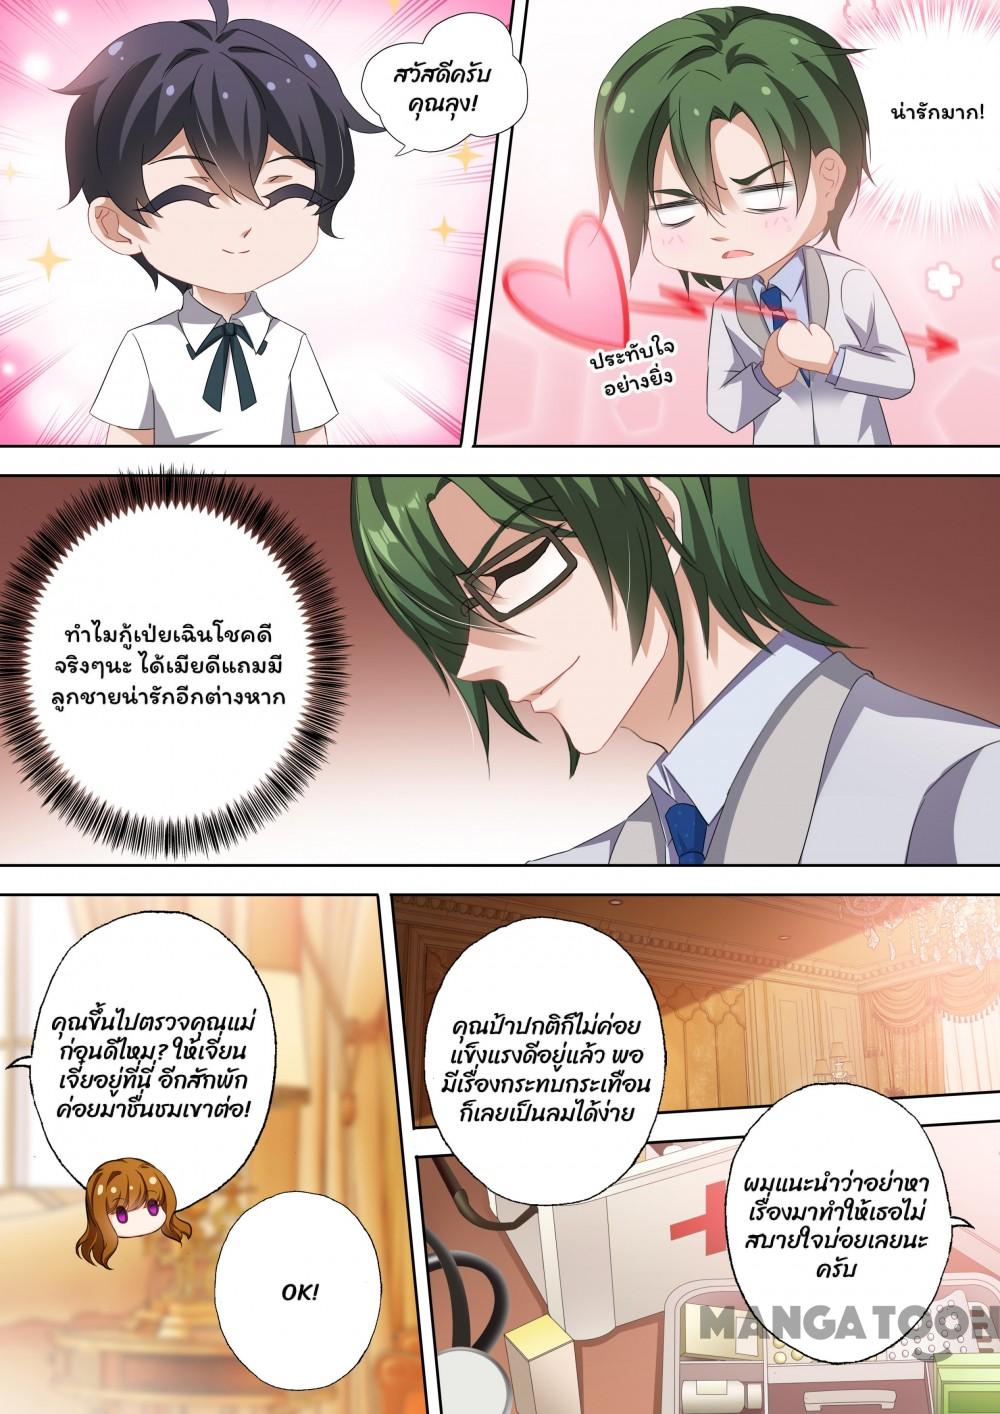 สวัสดีครับ
คุณลุง!
น่ารักมาก!
ประทับใจ
อย่างยิ่ง
ทำไมกู้เป่ยเฉินโชคดี
จริงๆนะ ได้เมียดีแถมมี
ลูกชายน่ารักอีกต่างหาก
คุณขึ้นไปตรวจคุณแม่
ก่อนดีไหม? ให้เจี่ยน
เจี๋ยอยู่ที่นี่ อีกสักพัก
ค่อยมาชื่นชมเขาต่อ!
OK!
คุณป้าปกติก็ไม่ค่อย
แข็งแรงดีอยู่แล้ว พอ
มีเรื่องกระทบกระเทือน
ก็เลยเป็นลมได้ง่าย
ผมแนะนำว่าอย่าหา
เรื่องมาทำให้เธอไม่
สบายใจบ่อยเลยนะ
ครับ
MANGATOON